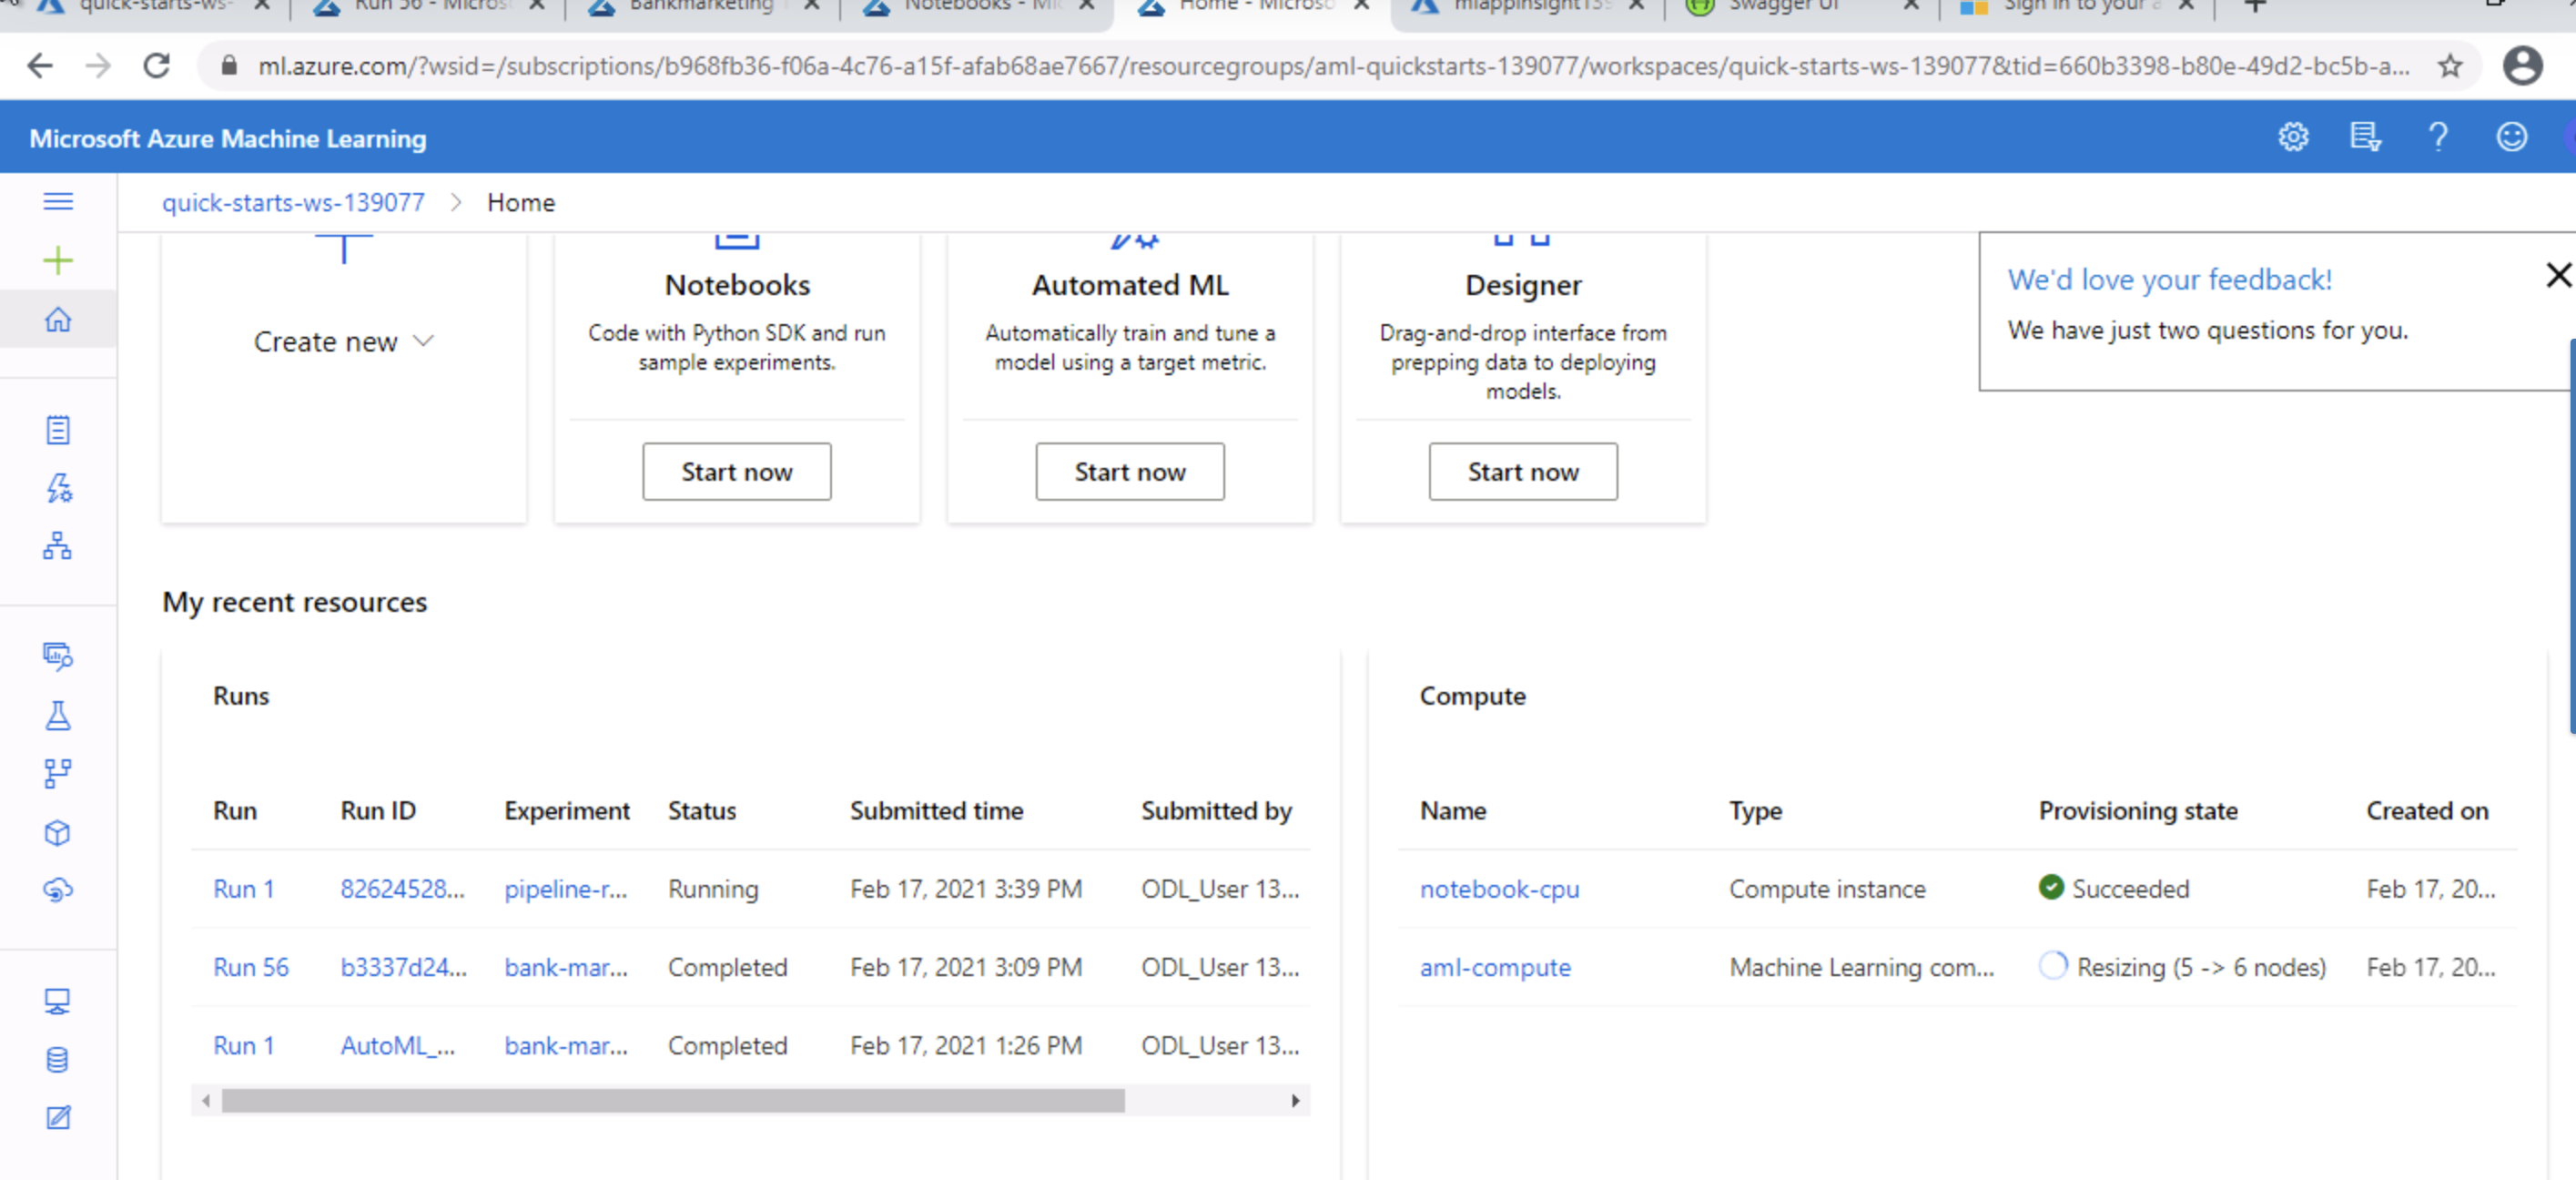 quick-starts-ws-
Run 56 - Micros
Bankmarketing
Notebooks - Mic
Home - Microso
mlappinsight139
Swagger UI
Sign in to your a
ml.azure.com/?wsid=/subscriptions/b968fb36-f06a-4c76-a15f-afab68ae7667/resourcegroups/aml-quickstarts-139077/workspaces/quick-starts-ws-139077&tid=660b3398-b80e-49d2-bc5b-a...
Microsoft Azure Machine Learning
quick-starts-ws-139077 > Home
Create new
Notebooks
Code with Python SDK and run
sample experiments.
Start now
Automated ML
Automatically train and tune a
model using a target metric.
Start now
Designer
Drag-and-drop interface from
prepping data to deploying
models.
Start now
We'd love your feedback!
We have just two questions for you.
My recent resources
Runs
Run Run ID Experiment Status Submitted time Submitted by
Run 1 82624528... pipeline-r... Running Feb 17, 2021 3:39 PM ODL_User 13...
Run 56 b3337d24... bank-mar... Completed Feb 17, 2021 3:09 PM ODL_User 13...
Run 1 AutoML_... bank-mar... Completed Feb 17, 2021 1:26 PM ODL_User 13...
Compute
Name Type Provisioning state Created on
notebook-cpu Compute instance Succeeded Feb 17, 20...
aml-compute Machine Learning com... Resizing (5 -> 6 nodes) Feb 17, 20...